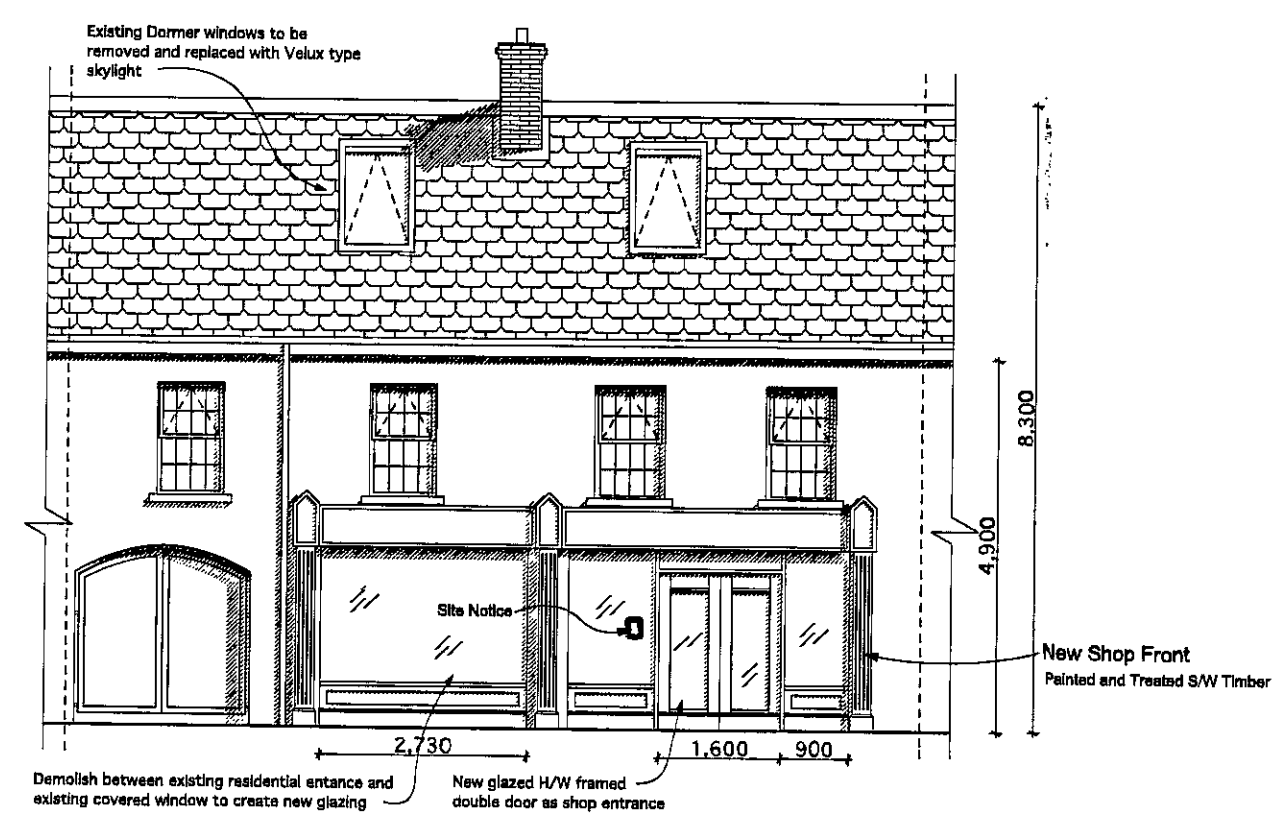 Existing Dormer windows to be
removed and replaced with Velux type
skylight
8,300
4,900
Site Notice
New Shop Front
Painted and Treated S/W Timber
2,730
1,600
900
Demolish between existing residential entance and
existing covered window to create new glazing
New glazed H/W framed
double door as shop entrance